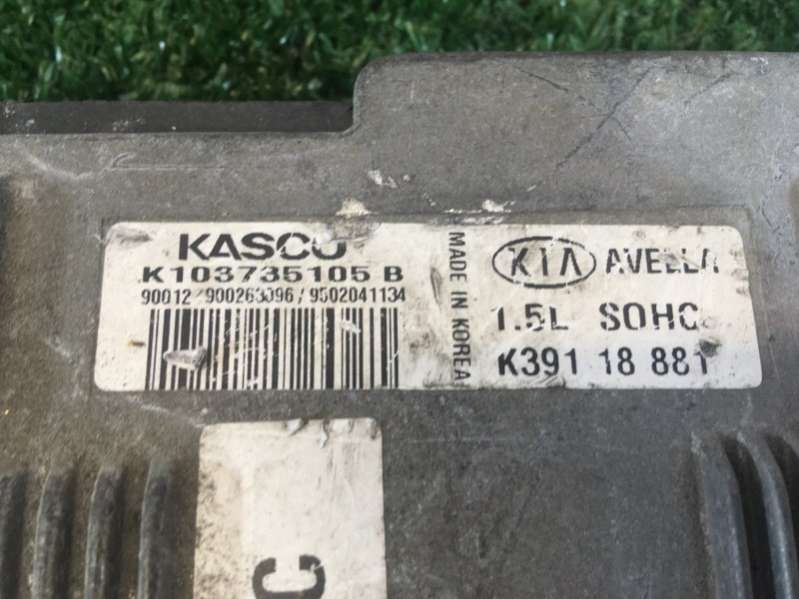 KASCO
K103735105 B
90012 900263096 / 9502041134
MADE IN KOREA
KIA AVELLA
1.5L SOHC
K391 18 881
C